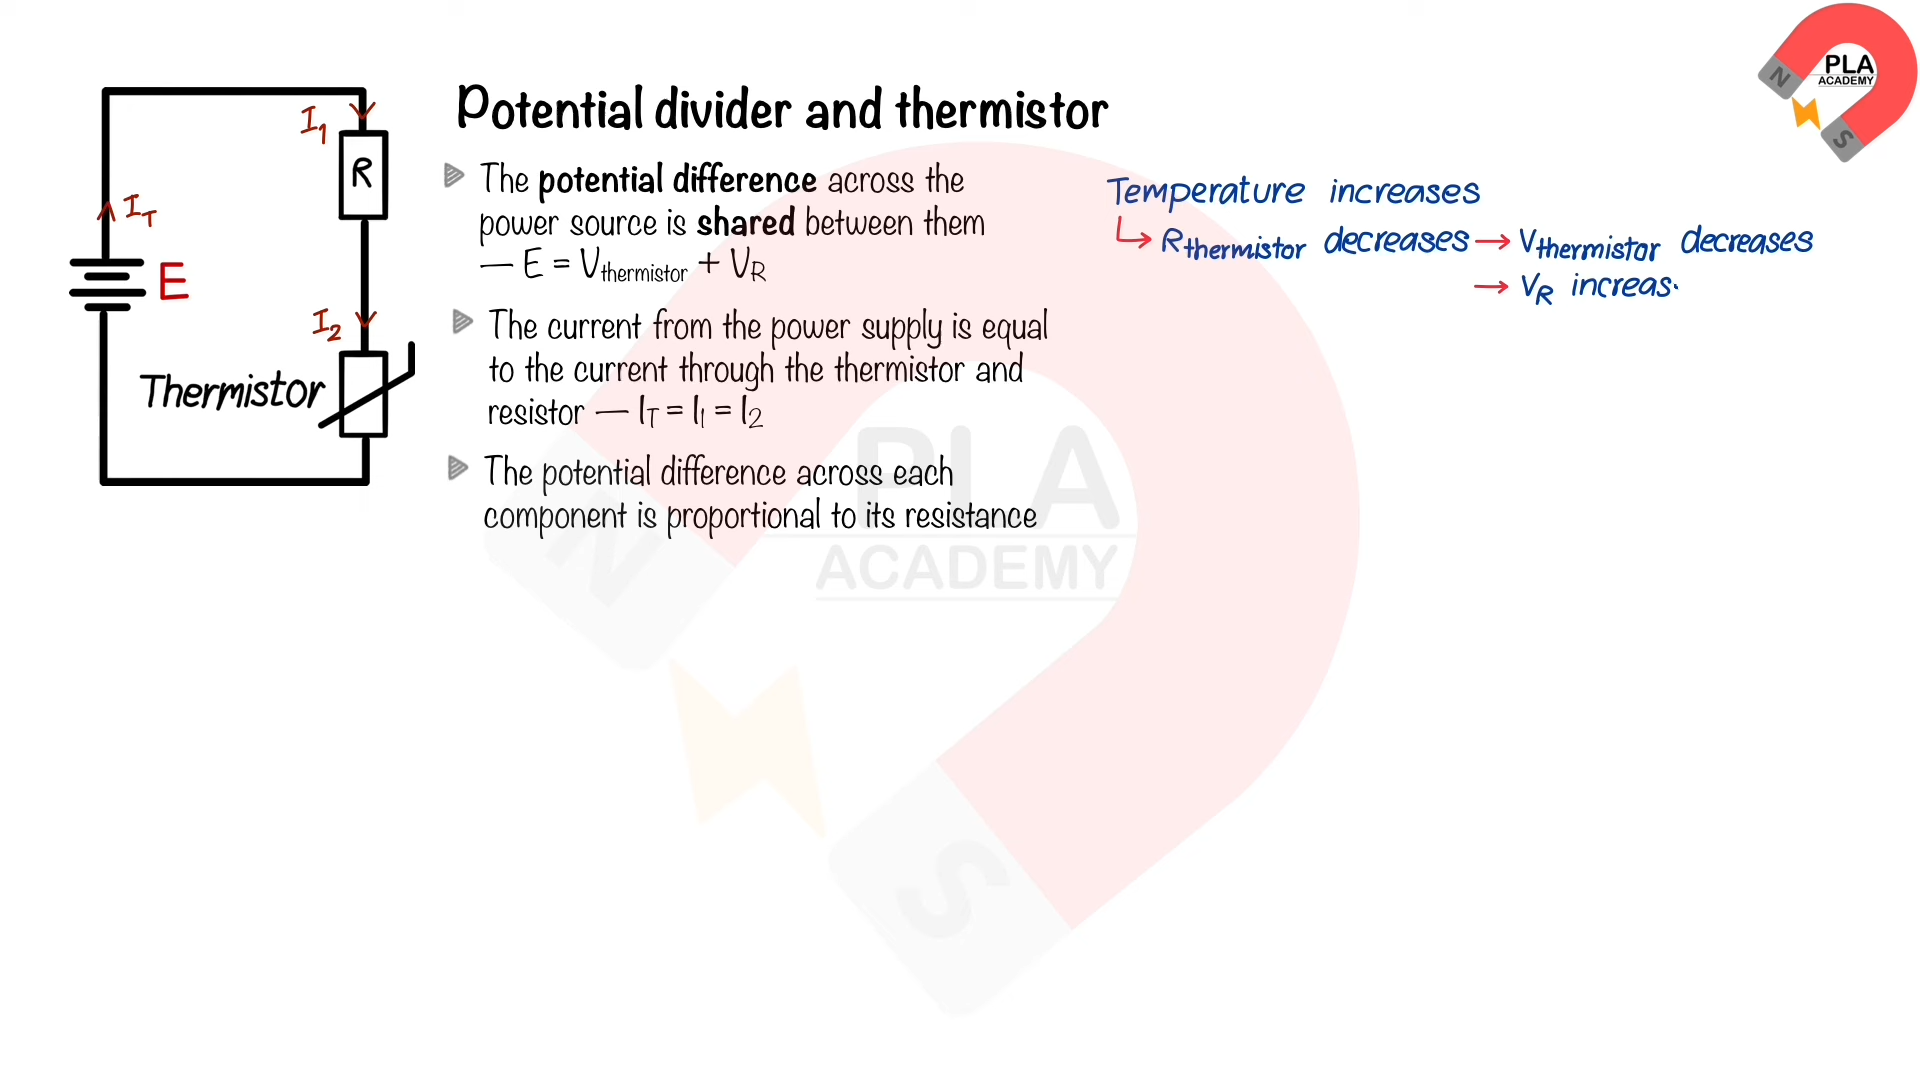 PLA
ACADEMY
N
S
Potential divider and thermistor
I1
R
IT
E
I2
Thermistor
The potential difference across the
power source is shared between them
— E = Vthermistor + VR
The current from the power supply is equal
to the current through the thermistor and
resistor — IT = I1 = I2
The potential difference across each
component is proportional to its resistance
Temperature increases
Rthermistor decreases → Vthermistor decreases
→ VR increas
PLA
ACADEMY
N
S